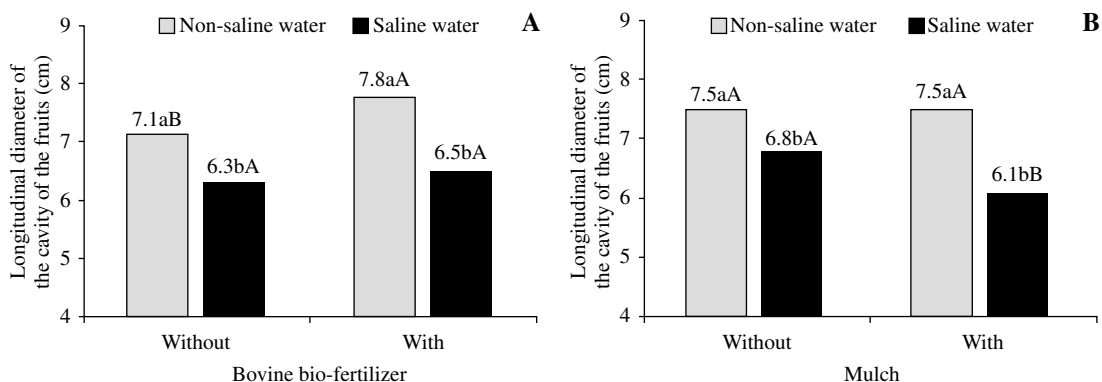 Longitudinal diameter of
the cavity of the fruits (cm)
9
8
7
6
5
4
Non-saline water Saline water A
7.1aB
6.3bA
7.8aA
6.5bA
Without With
Bovine bio-fertilizer
Longitudinal diameter of
the cavity of the fruits (cm)
9
8
7
6
5
4
Non-saline water Saline water B
7.5aA
6.8bA
7.5aA
6.1bB
Without With
Mulch